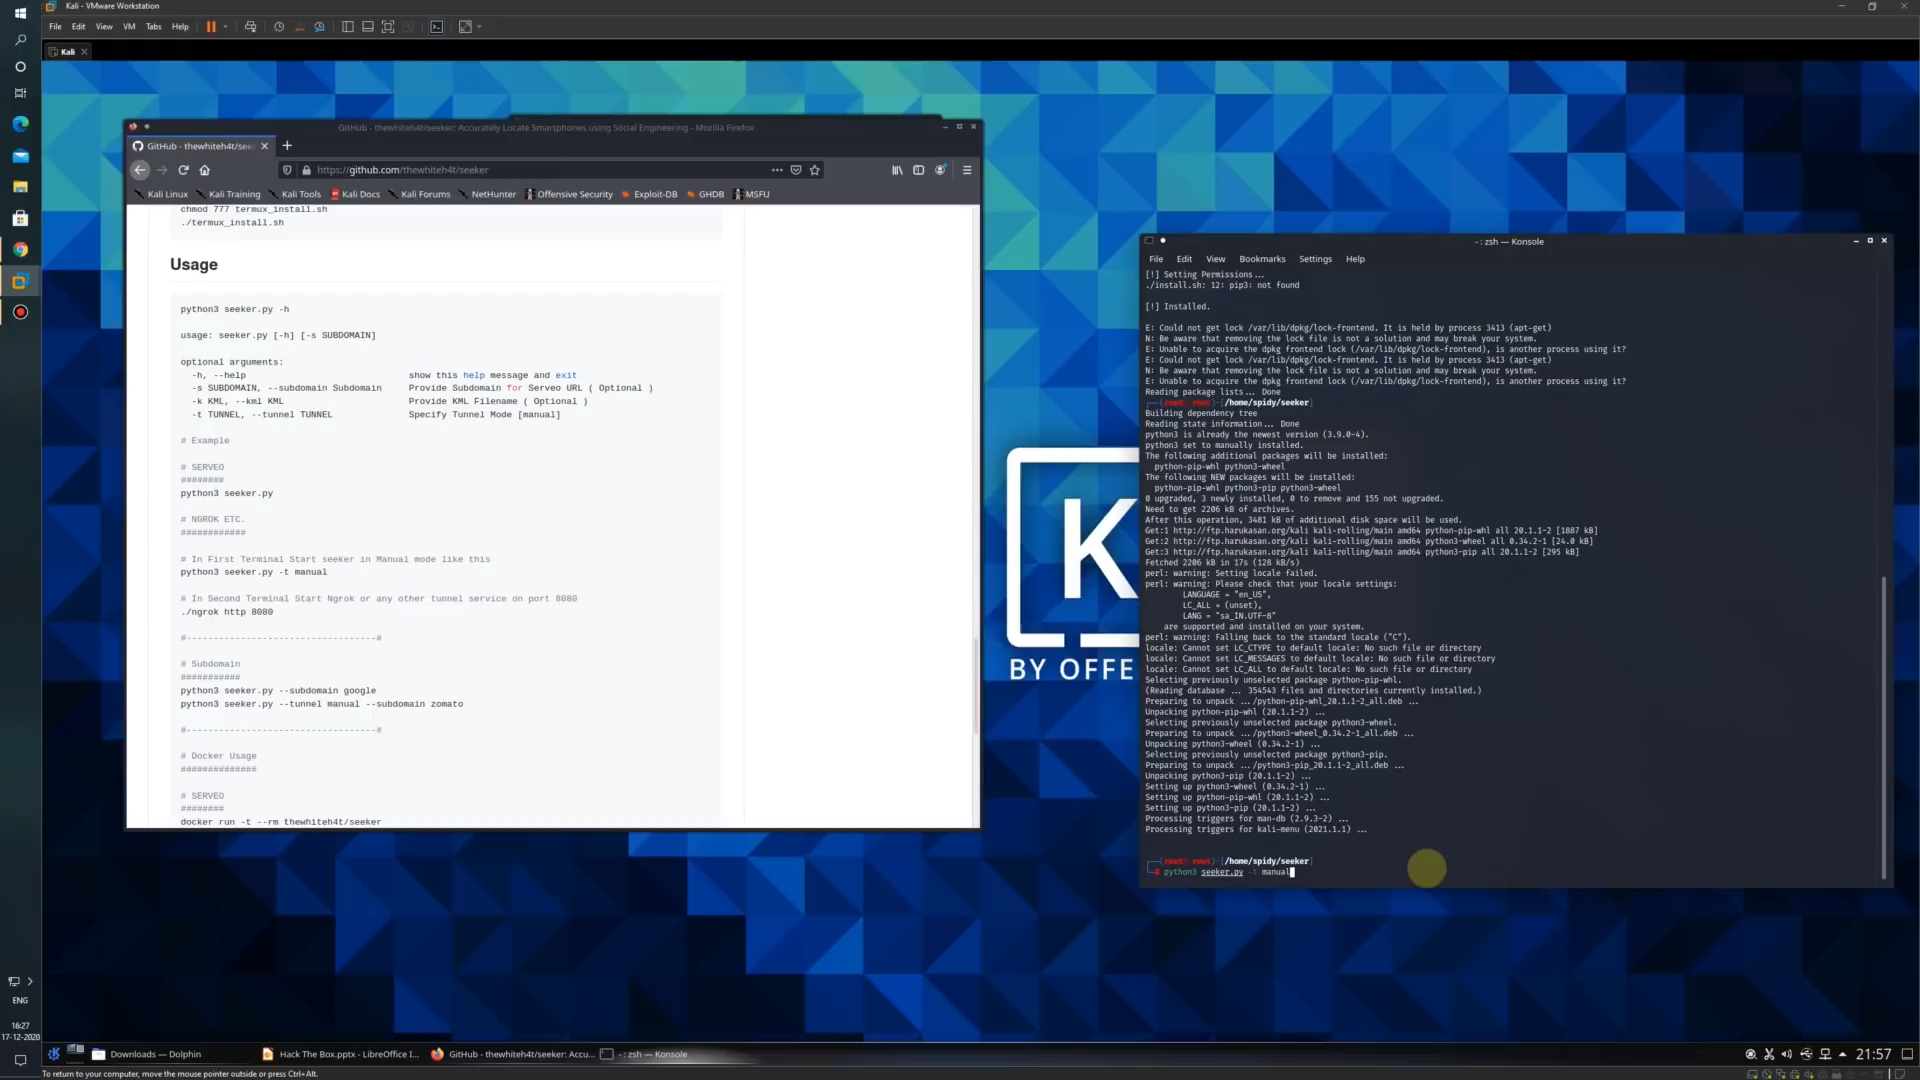 Kali - VMware Workstation
File Edit View VM Tabs Help
Kali
GitHub - thewhiteh4t/seeker: Accurately Locate Smartphones using Social Engineering - Mozilla Firefox
GitHub - thewhiteh4t/see
https://github.com/thewhiteh4t/seeker
Kali Linux Kali Training Kali Tools Kali Docs Kali Forums NetHunter Offensive Security Exploit-DB GHDB MSFU
chmod 777 termux_install.sh
./termux_install.sh
Usage
python3 seeker.py -h
usage: seeker.py [-h] [-s SUBDOMAIN]
optional arguments:
-h, --help show this help message and exit
-s SUBDOMAIN, --subdomain Subdomain Provide Subdomain for Serveo URL ( Optional )
-k KML, --kml KML Provide KML Filename ( Optional )
-t TUNNEL, --tunnel TUNNEL Specify Tunnel Mode [manual]
# Example
# SERVEO
########
python3 seeker.py
# NGROK ETC.
############
# In First Terminal Start seeker in Manual mode like this
python3 seeker.py -t manual
# In Second Terminal Start Ngrok or any other tunnel service on port 8080
./ngrok http 8080
#---------------------------------#
# Subdomain
###########
python3 seeker.py --subdomain google
python3 seeker.py --tunnel manual --subdomain zomato
#---------------------------------#
# Docker Usage
##############
# SERVEO
########
docker run -t --rm thewhiteh4t/seeker
BY OFFE
- : zsh — Konsole
File Edit View Bookmarks Settings Help
[!] Setting Permissions...
./install.sh: 12: pip3: not found
[!] Installed.
E: Could not get lock /var/lib/dpkg/lock-frontend. It is held by process 3413 (apt-get)
N: Be aware that removing the lock file is not a solution and may break your system.
E: Unable to acquire the dpkg frontend lock (/var/lib/dpkg/lock-frontend), is another process using it?
E: Could not get lock /var/lib/dpkg/lock-frontend. It is held by process 3413 (apt-get)
N: Be aware that removing the lock file is not a solution and may break your system.
E: Unable to acquire the dpkg frontend lock (/var/lib/dpkg/lock-frontend), is another process using it?
Reading package lists... Done
(root root)-[/home/spidy/seeker]
Building dependency tree
Reading state information... Done
python3 is already the newest version (3.9.0-4).
python3 set to manually installed.
The following additional packages will be installed:
python-pip-whl python3-wheel
The following NEW packages will be installed:
python-pip-whl python3-pip python3-wheel
0 upgraded, 3 newly installed, 0 to remove and 155 not upgraded.
Need to get 2206 kB of archives.
After this operation, 3481 kB of additional disk space will be used.
Get:1 http://ftp.harukasan.org/kali kali-rolling/main amd64 python-pip-whl all 20.1.1-2 [1887 kB]
Get:2 http://ftp.harukasan.org/kali kali-rolling/main amd64 python3-wheel all 0.34.2-1 [24.0 kB]
Get:3 http://ftp.harukasan.org/kali kali-rolling/main amd64 python3-pip all 20.1.1-2 [295 kB]
Fetched 2206 kB in 17s (128 kB/s)
perl: warning: Setting locale failed.
perl: warning: Please check that your locale settings:
LANGUAGE = "en_US",
LC_ALL = (unset),
LANG = "sa_IN.UTF-8"
are supported and installed on your system.
perl: warning: Falling back to the standard locale ("C").
locale: Cannot set LC_CTYPE to default locale: No such file or directory
locale: Cannot set LC_MESSAGES to default locale: No such file or directory
locale: Cannot set LC_ALL to default locale: No such file or directory
Selecting previously unselected package python-pip-whl.
(Reading database ... 354543 files and directories currently installed.)
Preparing to unpack .../python-pip-whl_20.1.1-2_all.deb ...
Unpacking python-pip-whl (20.1.1-2) ...
Selecting previously unselected package python3-wheel.
Preparing to unpack .../python3-wheel_0.34.2-1_all.deb ...
Unpacking python3-wheel (0.34.2-1) ...
Selecting previously unselected package python3-pip.
Preparing to unpack .../python3-pip_20.1.1-2_all.deb ...
Unpacking python3-pip (20.1.1-2) ...
Setting up python3-wheel (0.34.2-1) ...
Setting up python-pip-whl (20.1.1-2) ...
Setting up python3-pip (20.1.1-2) ...
Processing triggers for man-db (2.9.3-2) ...
Processing triggers for kali-menu (2021.1.1) ...
(root root)-[/home/spidy/seeker]
# python3 seeker.py -t manual
ENG
16:27
17-12-2020
Downloads — Dolphin
Hack The Box.pptx - LibreOffice I...
GitHub - thewhiteh4t/seeker: Accu...
- : zsh — Konsole
21:57
To return to your computer, move the mouse pointer outside or press Ctrl+Alt.